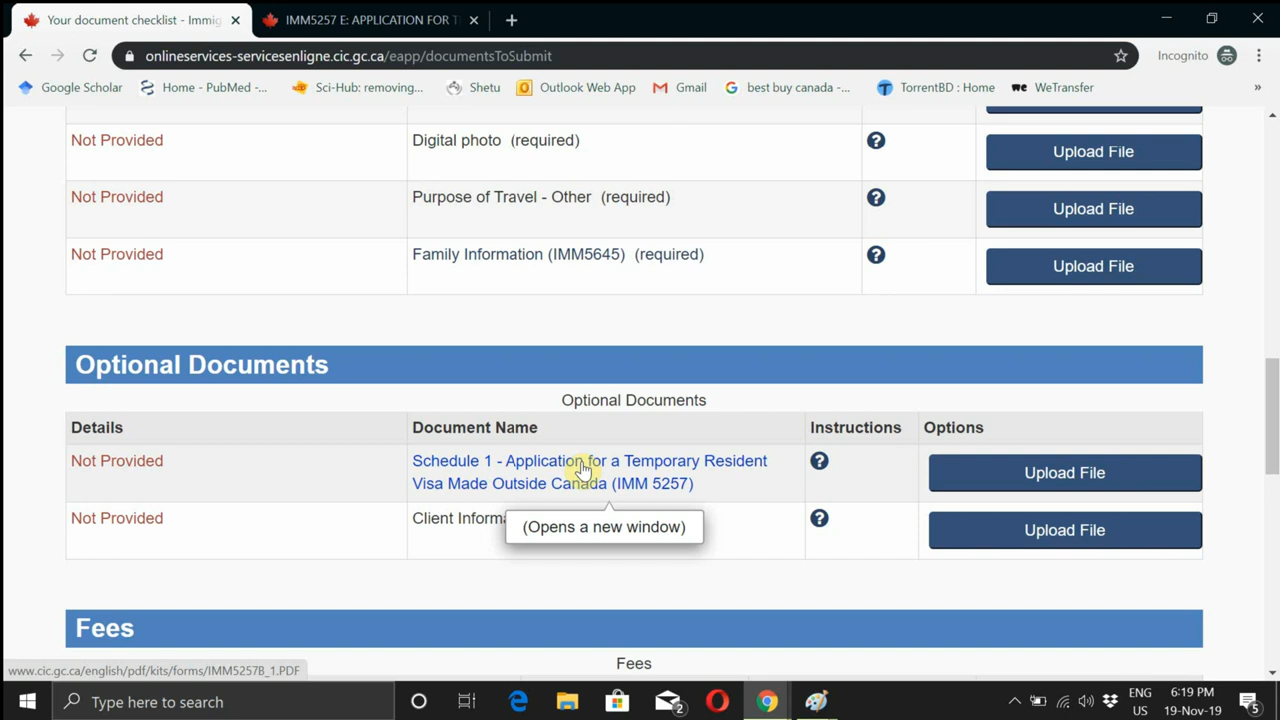 Your document checklist - Immig
IMM5257 E: APPLICATION FOR T
onlineservices-servicesenligne.cic.gc.ca/eapp/documentsToSubmit
Incognito
Google Scholar
Home - PubMed -...
Sci-Hub: removing...
Shetu
Outlook Web App
Gmail
best buy canada -...
TorrentBD : Home
WeTransfer
»
Not Provided
Digital photo (required)
Upload File
Not Provided
Purpose of Travel - Other (required)
Upload File
Not Provided
Family Information (IMM5645) (required)
Upload File
Optional Documents
Optional Documents
Details
Document Name
Instructions
Options
Not Provided
Schedule 1 - Application for a Temporary Resident
Visa Made Outside Canada (IMM 5257)
Upload File
Not Provided
Client Informa
(Opens a new window)
Upload File
Fees
Fees
www.cic.gc.ca/english/pdf/kits/forms/IMM5257B_1.PDF
Type here to search
2
ENG
US
6:19 PM
19-Nov-19
5